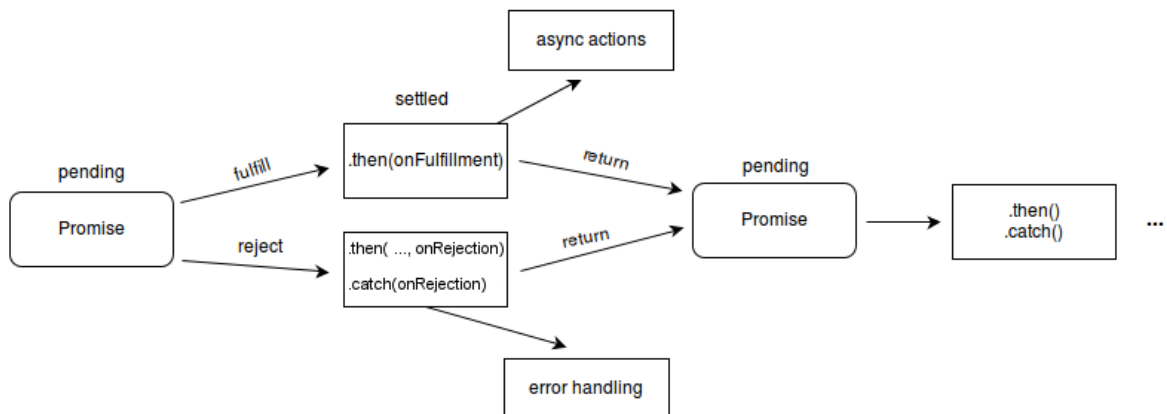 async actions
settled
.then(onFulfillment)
pending
fulfill
Promise
reject
.then( ..., onRejection)
.catch(onRejection)
return
return
pending
Promise
.then()
.catch()
...
error handling